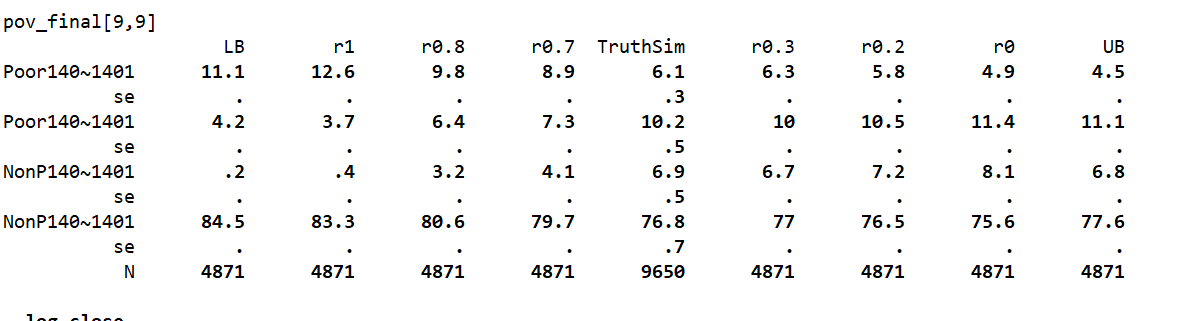 pov_final[9,9]
LB r1 r0.8 r0.7 TruthSim r0.3 r0.2 r0 UB
Poor140~1401 11.1 12.6 9.8 8.9 6.1 6.3 5.8 4.9 4.5
se . . . . .3 . . . .
Poor140~1401 4.2 3.7 6.4 7.3 10.2 10 10.5 11.4 11.1
se . . . . .5 . . . .
NonP140~1401 .2 .4 3.2 4.1 6.9 6.7 7.2 8.1 6.8
se . . . . .5 . . . .
NonP140~1401 84.5 83.3 80.6 79.7 76.8 77 76.5 75.6 77.6
se . . . . .7 . . . .
N 4871 4871 4871 4871 9650 4871 4871 4871 4871
log close